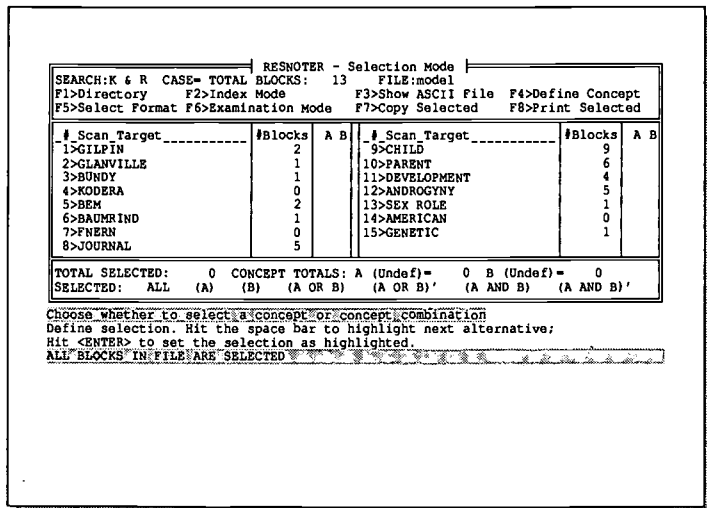 RESNOTER - Selection Mode
SEARCH:K & R CASE= TOTAL BLOCKS: 13 FILE:model
F1>Directory F2>Index Mode F3>Show ASCII File F4>Define Concept
F5>Select Format F6>Examination Mode F7>Copy Selected F8>Print Selected
#_Scan_Target #Blocks A B #_Scan_Target #Blocks A B
1>GILPIN 2 9>CHILD 9
2>GLANVILLE 1 10>PARENT 6
3>BUNDY 1 11>DEVELOPMENT 4
4>KODERA 0 12>ANDROGYNY 5
5>BEM 2 13>SEX ROLE 1
6>BAUMRIND 1 14>AMERICAN 0
7>FNERN 0 15>GENETIC 1
8>JOURNAL 5
TOTAL SELECTED: 0 CONCEPT TOTALS: A (Undef)= 0 B (Undef)= 0
SELECTED: ALL (A) (B) (A OR B) (A OR B)' (A AND B) (A AND B)'
Choose whether to select a concept or concept combination
Define selection. Hit the space bar to highlight next alternative;
Hit <ENTER> to set the selection as highlighted.
ALL BLOCKS IN FILE ARE SELECTED